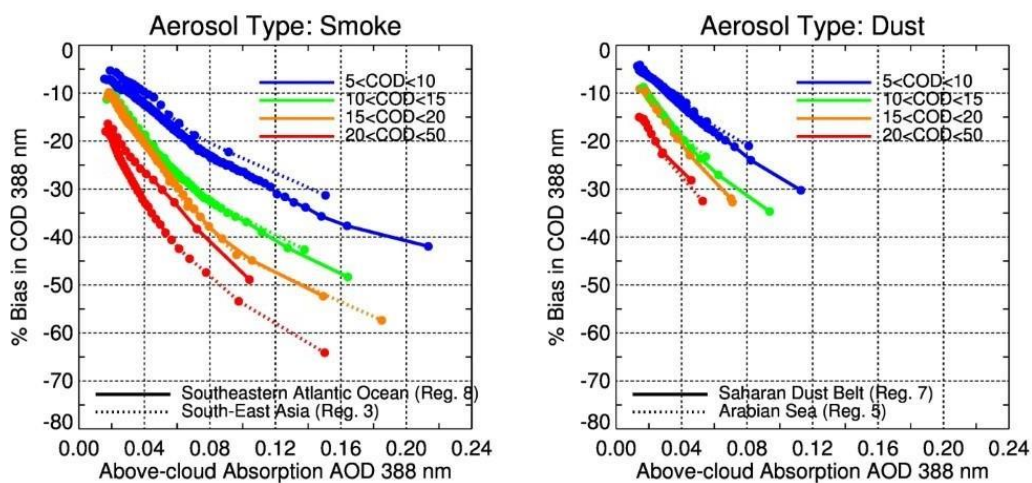 Aerosol Type: Smoke
% Bias in COD 388 nm
0
-10
-20
-30
-40
-50
-60
-70
-80
5<COD<10
10<COD<15
15<COD<20
20<COD<50
Southeastern Atlantic Ocean (Reg. 8)
South-East Asia (Reg. 3)
0.00 0.04 0.08 0.12 0.16 0.20 0.24
Above-cloud Absorption AOD 388 nm
Aerosol Type: Dust
% Bias in COD 388 nm
0
-10
-20
-30
-40
-50
-60
-70
-80
5<COD<10
10<COD<15
15<COD<20
20<COD<50
Saharan Dust Belt (Reg. 7)
Arabian Sea (Reg. 5)
0.00 0.04 0.08 0.12 0.16 0.20 0.24
Above-cloud Absorption AOD 388 nm